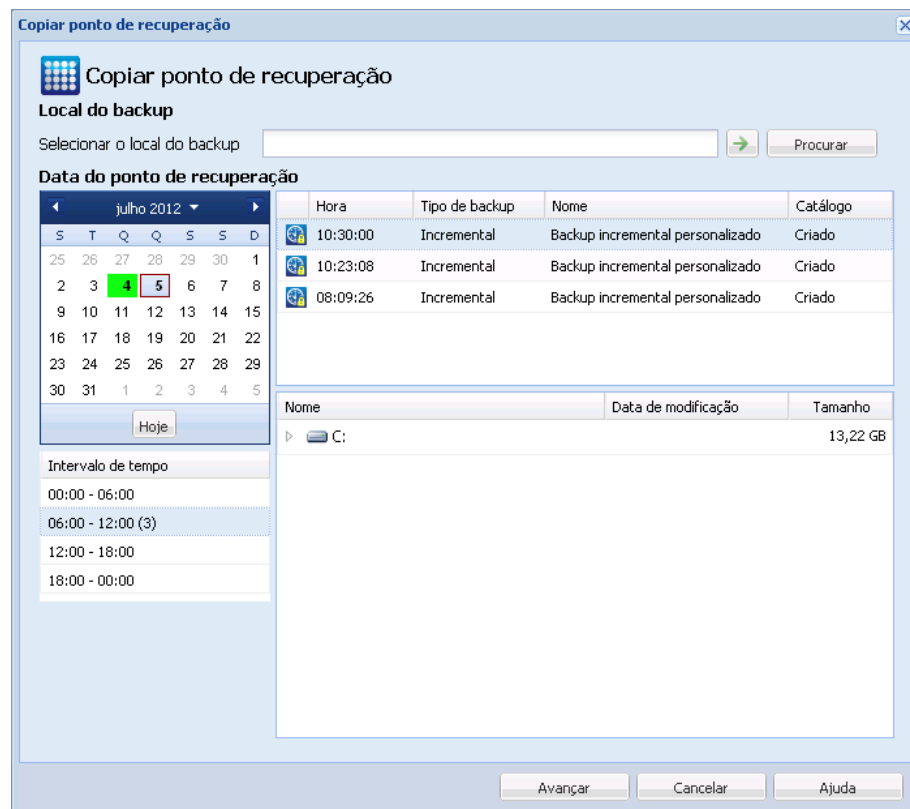 Copiar ponto de recuperação
Copiar ponto de recuperação
Local do backup
Selecionar o local do backup
Procurar
Data do ponto de recuperação
julho 2012
S T Q Q S S D
25 26 27 28 29 30 1
2 3 4 5 6 7 8
9 10 11 12 13 14 15
16 17 18 19 20 21 22
23 24 25 26 27 28 29
30 31 1 2 3 4 5
Hoje
Intervalo de tempo
00:00 - 06:00
06:00 - 12:00 (3)
12:00 - 18:00
18:00 - 00:00
Hora Tipo de backup Nome Catálogo
10:30:00 Incremental Backup incremental personalizado Criado
10:23:08 Incremental Backup incremental personalizado Criado
08:09:26 Incremental Backup incremental personalizado Criado
Nome Data de modificação Tamanho
C: 13,22 GB
Avançar Cancelar Ajuda